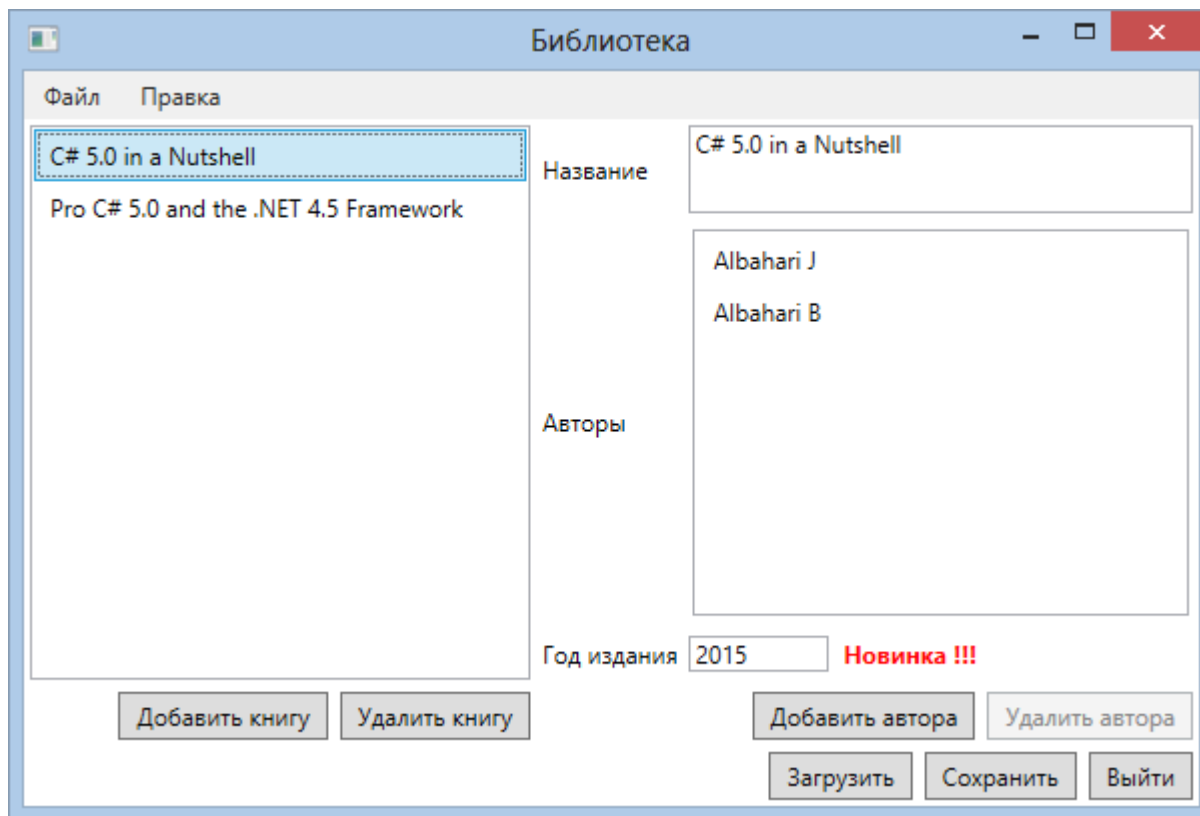 Библиотека
Файл Правка
C# 5.0 in a Nutshell
Pro C# 5.0 and the .NET 4.5 Framework
Название
C# 5.0 in a Nutshell
Авторы
Albahari J
Albahari B
Год издания 2015 Новинка !!!
Добавить книгу Удалить книгу Добавить автора Удалить автора
Загрузить Сохранить Выйти